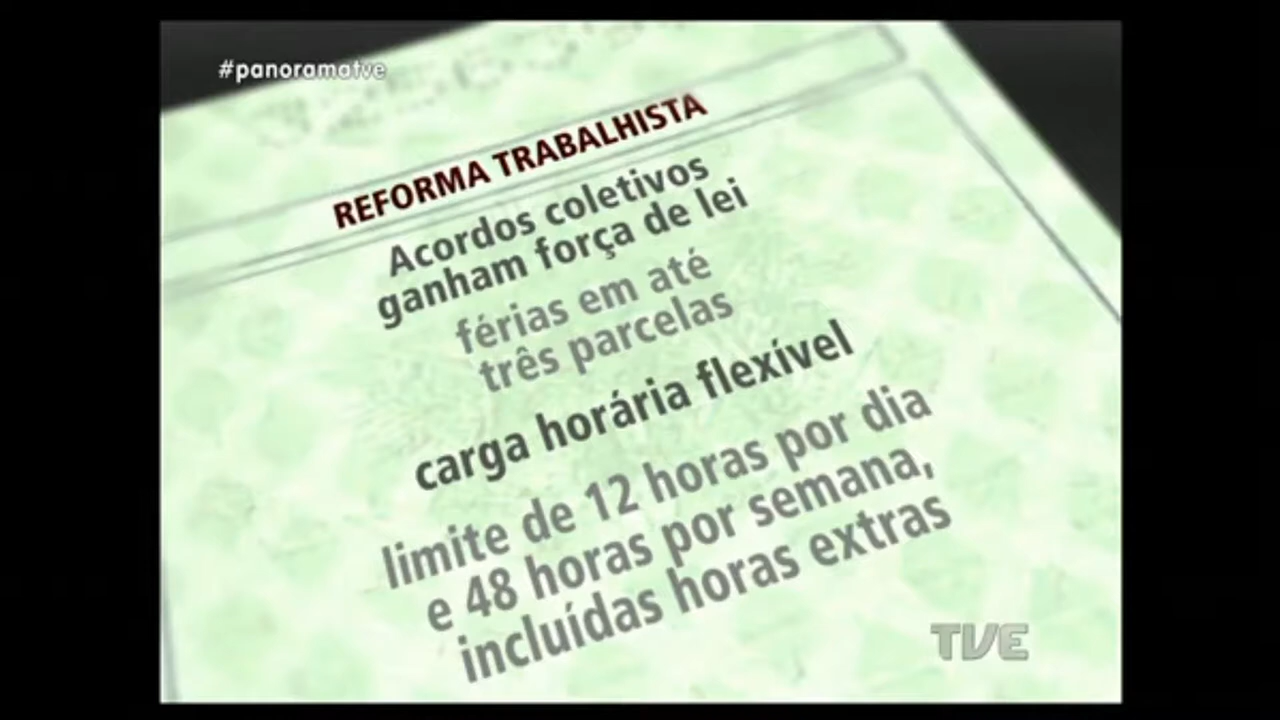 #panoramatve
REFORMA TRABALHISTA
Acordos coletivos
ganham força de lei
férias em até
três parcelas
carga horária flexível
limite de 12 horas por dia
e 48 horas por semana,
incluídas horas extras
TVE